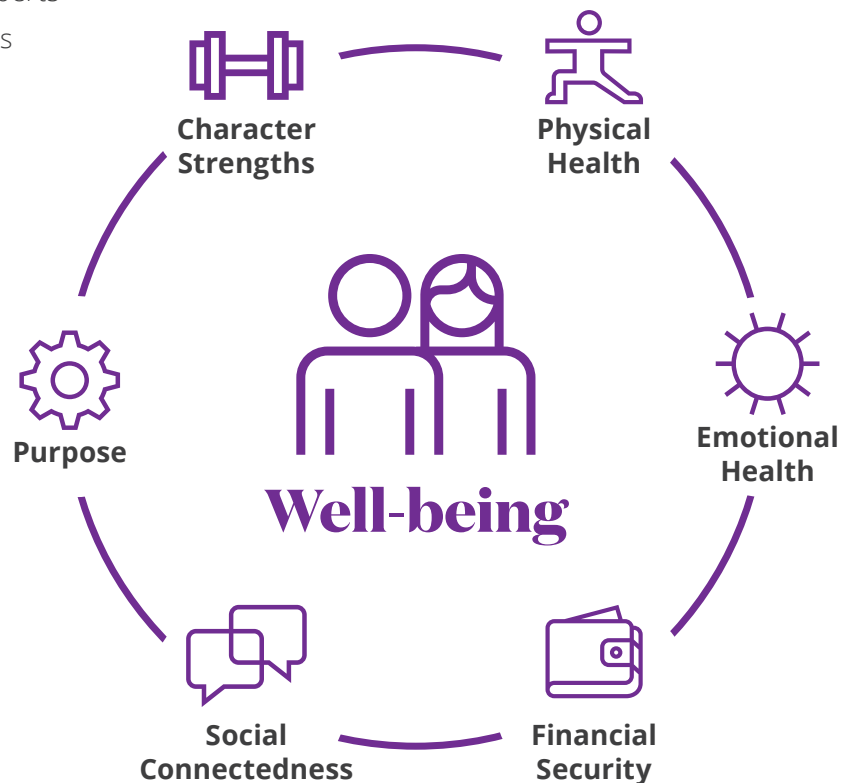 s
Character
Strengths
Physical
Health
Purpose
Emotional
Health
Well-being
Social
Connectedness
Financial
Security